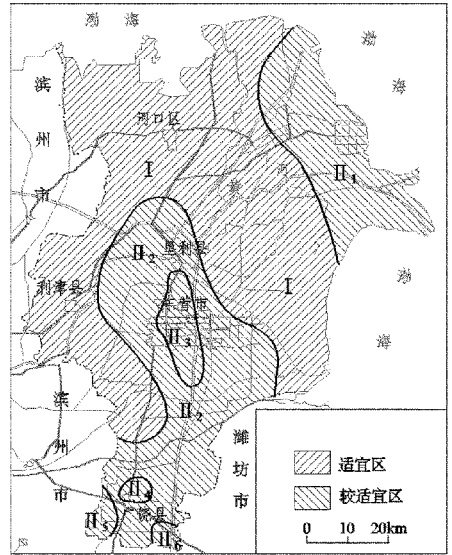 渤 海
渤
海
滨
州
市
河口区
I
黄 河
II₁
II₂
垦利县
利津县
东营市
I
渤
海
II₃
II₂
滨
州
市
潍
坊
市
II₄
II₅
广饶县
II₆
适宜区
较适宜区
0 10 20km